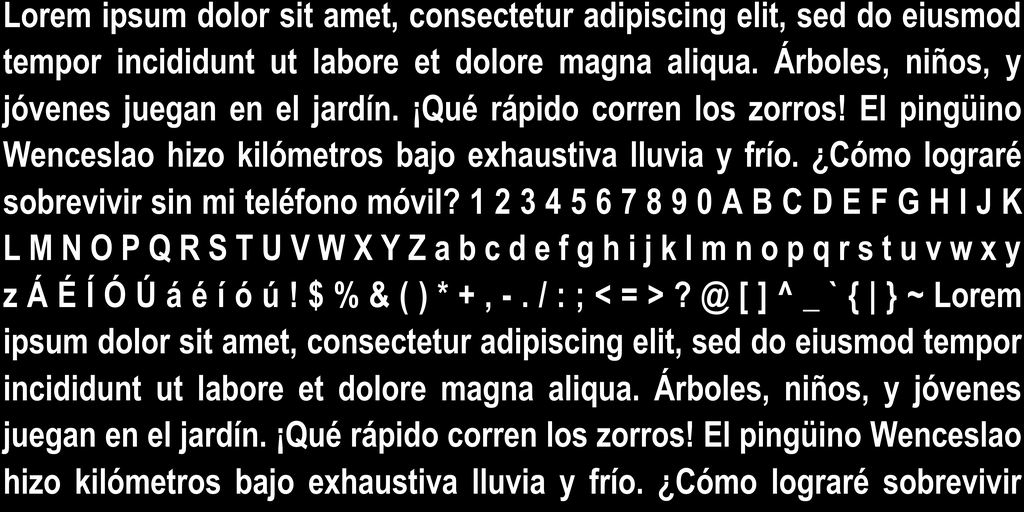 Lorem ipsum dolor sit amet, consectetur adipiscing elit, sed do eiusmod
tempor incididunt ut labore et dolore magna aliqua. Árboles, niños, y
jóvenes juegan en el jardín. ¡Qué rápido corren los zorros! El pingüino
Wenceslao hizo kilómetros bajo exhaustiva lluvia y frío. ¿Cómo lograré
sobrevivir sin mi teléfono móvil? 1 2 3 4 5 6 7 8 9 0 A B C D E F G H I J K
L M N O P Q R S T U V W X Y Z a b c d e f g h i j k l m n o p q r s t u v w x y
z Á É Í Ó Ú á é í ó ú ! $ % & ( ) * + , - . / : ; < = > ? @ [ ] ^ _ ` { | } ~ Lorem
ipsum dolor sit amet, consectetur adipiscing elit, sed do eiusmod tempor
incididunt ut labore et dolore magna aliqua. Árboles, niños, y jóvenes
juegan en el jardín. ¡Qué rápido corren los zorros! El pingüino Wenceslao
hizo kilómetros bajo exhaustiva lluvia y frío. ¿Cómo lograré sobrevivir